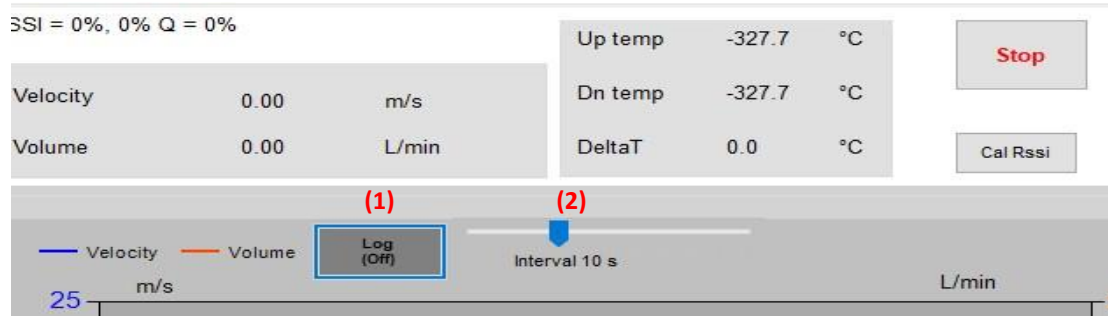 SSI = 0%, 0% Q = 0%
Up temp -327.7 °C
Stop
Velocity 0.00 m/s
Dn temp -327.7 °C
Volume 0.00 L/min
DeltaT 0.0 °C
Cal Rssi
(1) (2)
Velocity Volume
Log
(Off)
Interval 10 s
m/s L/min
25